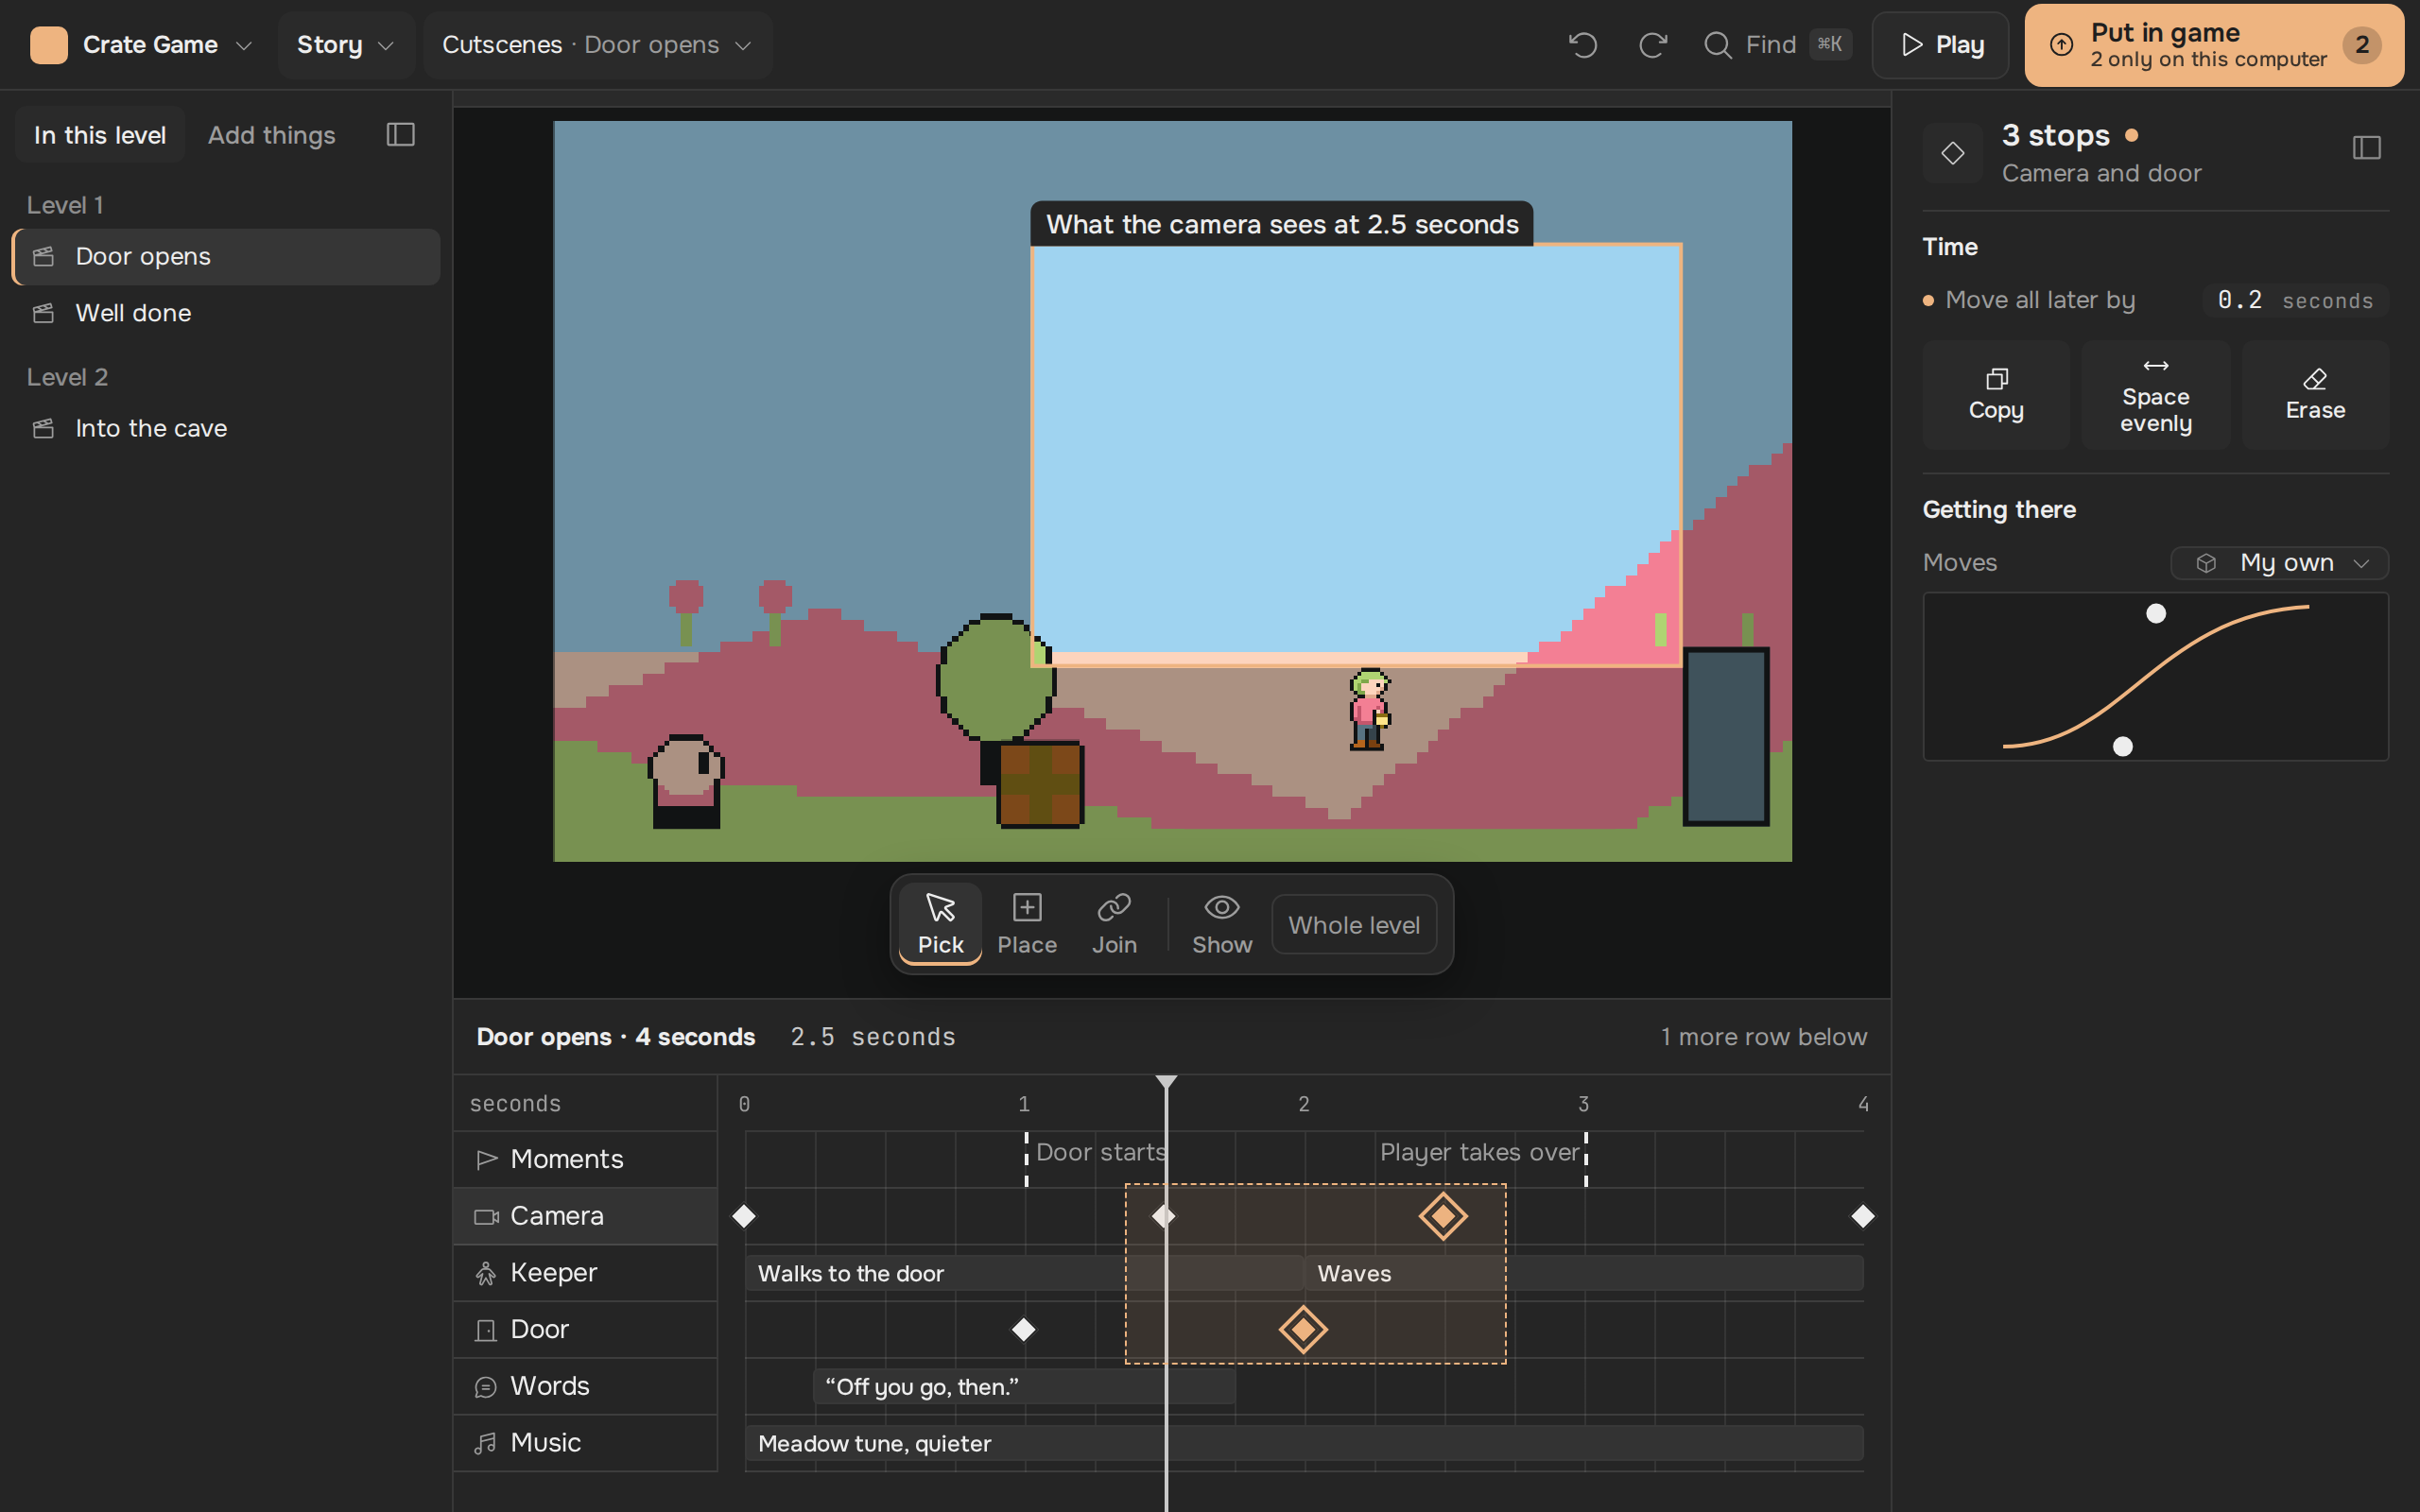 Crate Game
Story
Cutscenes · Door opens
Find ⌘K
Play
Put in game
2 only on this computer
2
In this level
Add things
Level 1
Door opens
Well done
Level 2
Into the cave
What the camera sees at 2.5 seconds
Pick
Place
Join
Show
Whole level
3 stops
Camera and door
Time
Move all later by
0.2 seconds
Copy
Space
evenly
Erase
Getting there
Moves
My own
Door opens · 4 seconds
2.5 seconds
1 more row below
seconds
0
1
2
3
4
Moments
Door starts
Player takes over
Camera
Keeper
Walks to the door
Waves
Door
Words
“Off you go, then.”
Music
Meadow tune, quieter